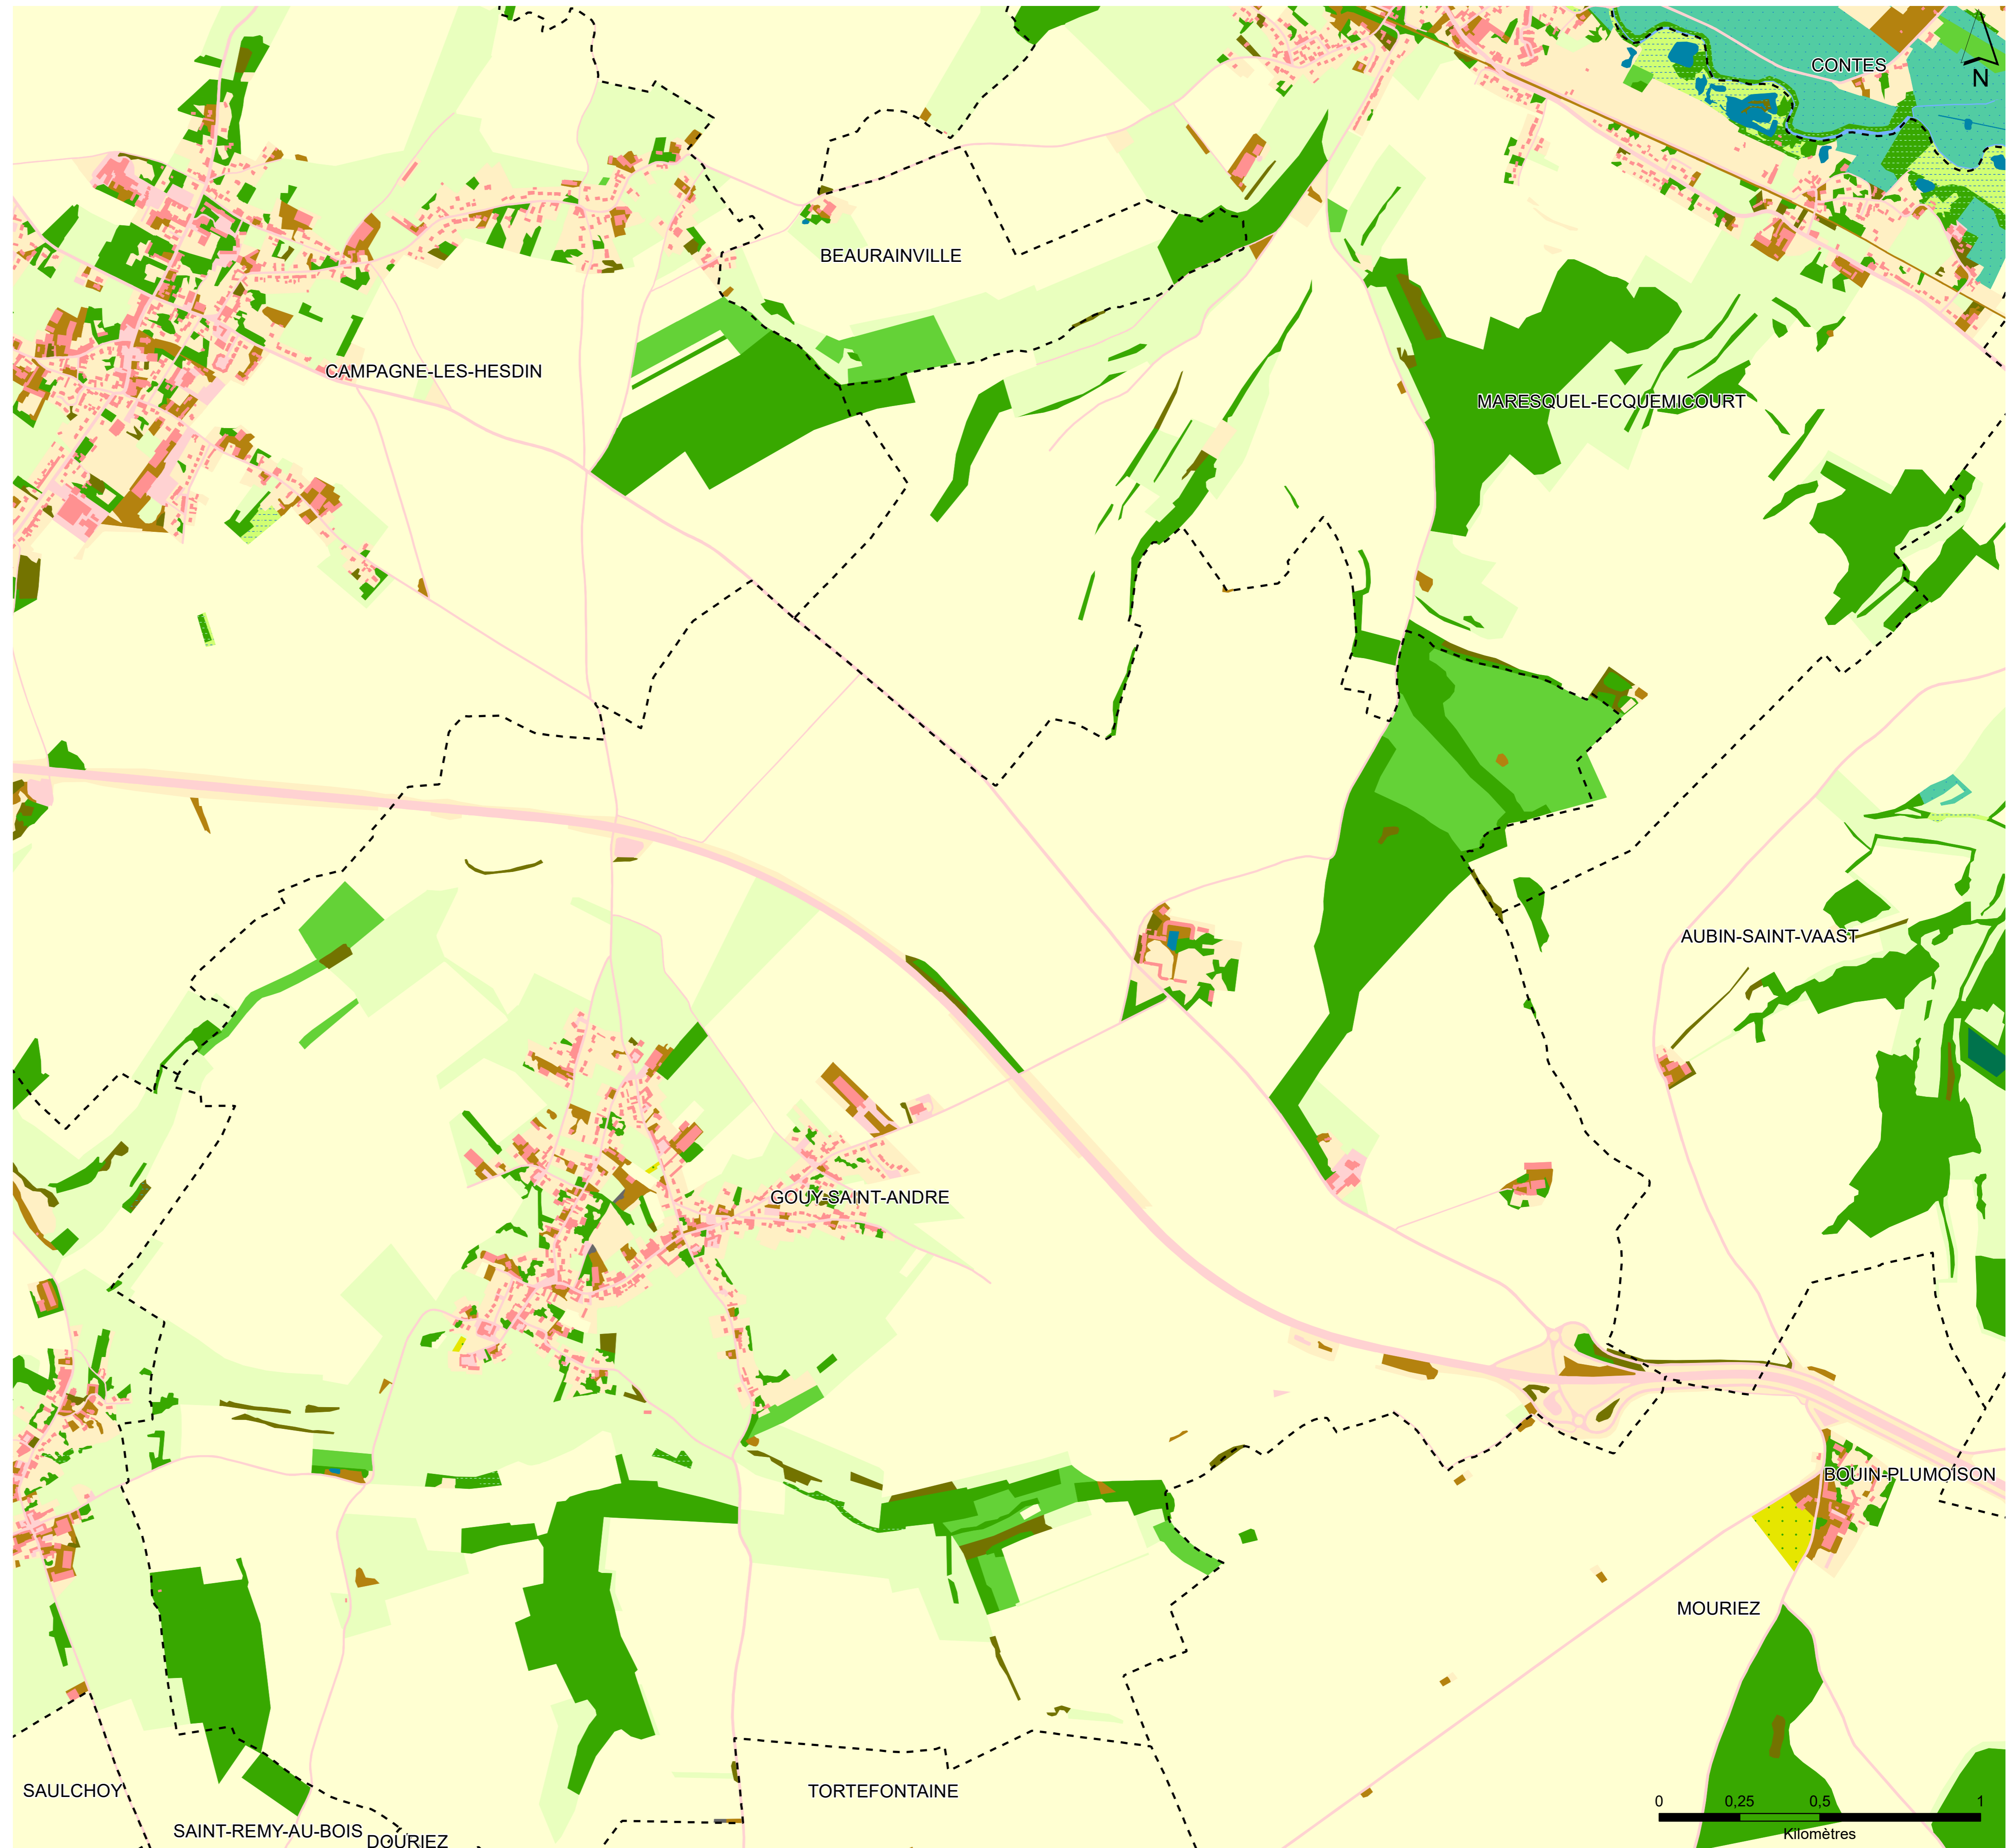 CONTES
N
BEAURAINVILLE
CAMPAGNE-LES-HESDIN
MARESQUEL-ECQUEMICOURT
AUBIN-SAINT-VAAST
GOUY-SAINT-ANDRE
BOUIN-PLUMOISON
MOURIEZ
SAULCHOY
TORTEFONTAINE
0 0,25 0,5 1
Kilomètres
SAINT-REMY-AU-BOIS
DOURIEZ